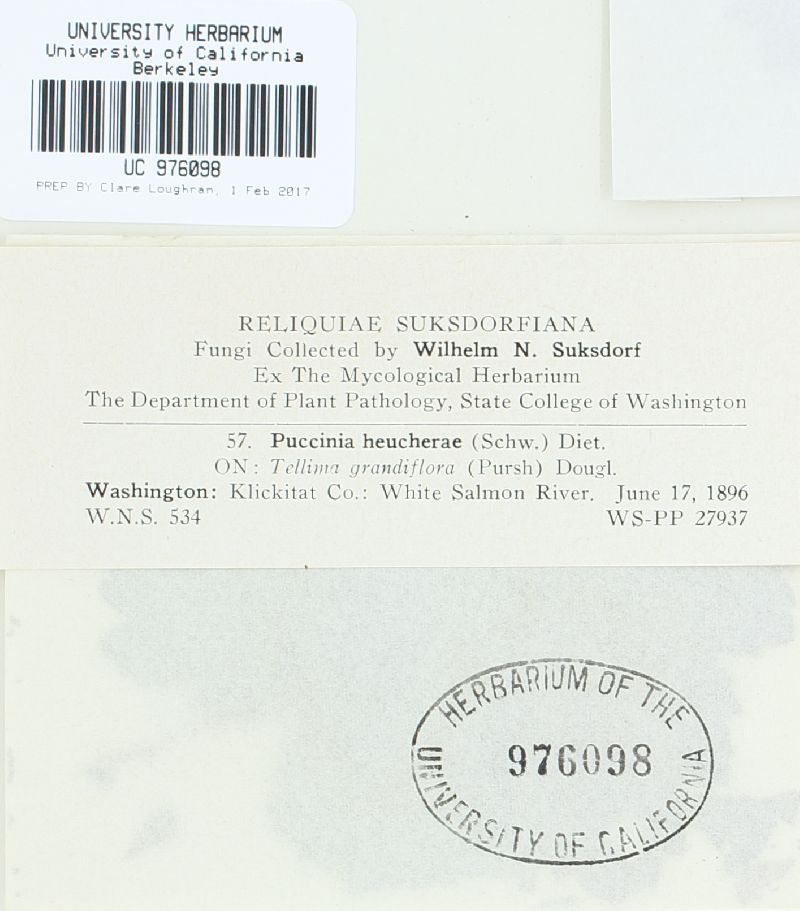 UNIVERSITY HERBARIUM
University of California
Berkeley
UC 976098
PREP BY Clare Loughran, 1 Feb 2017
RELIQUIAE SUKSDORFIANA
Fungi Collected by Wilhelm N. Suksdorf
Ex The Mycological Herbarium
The Department of Plant Pathology, State College of Washington
57. Puccinia heucherae (Schw.) Diet.
ON: Tellima grandiflora (Pursh) Dougl.
Washington: Klickitat Co.: White Salmon River. June 17, 1896
W.N.S. 534 WS-PP 27937
HERBARIUM OF THE
976098
UNIVERSITY OF CALIFORNIA